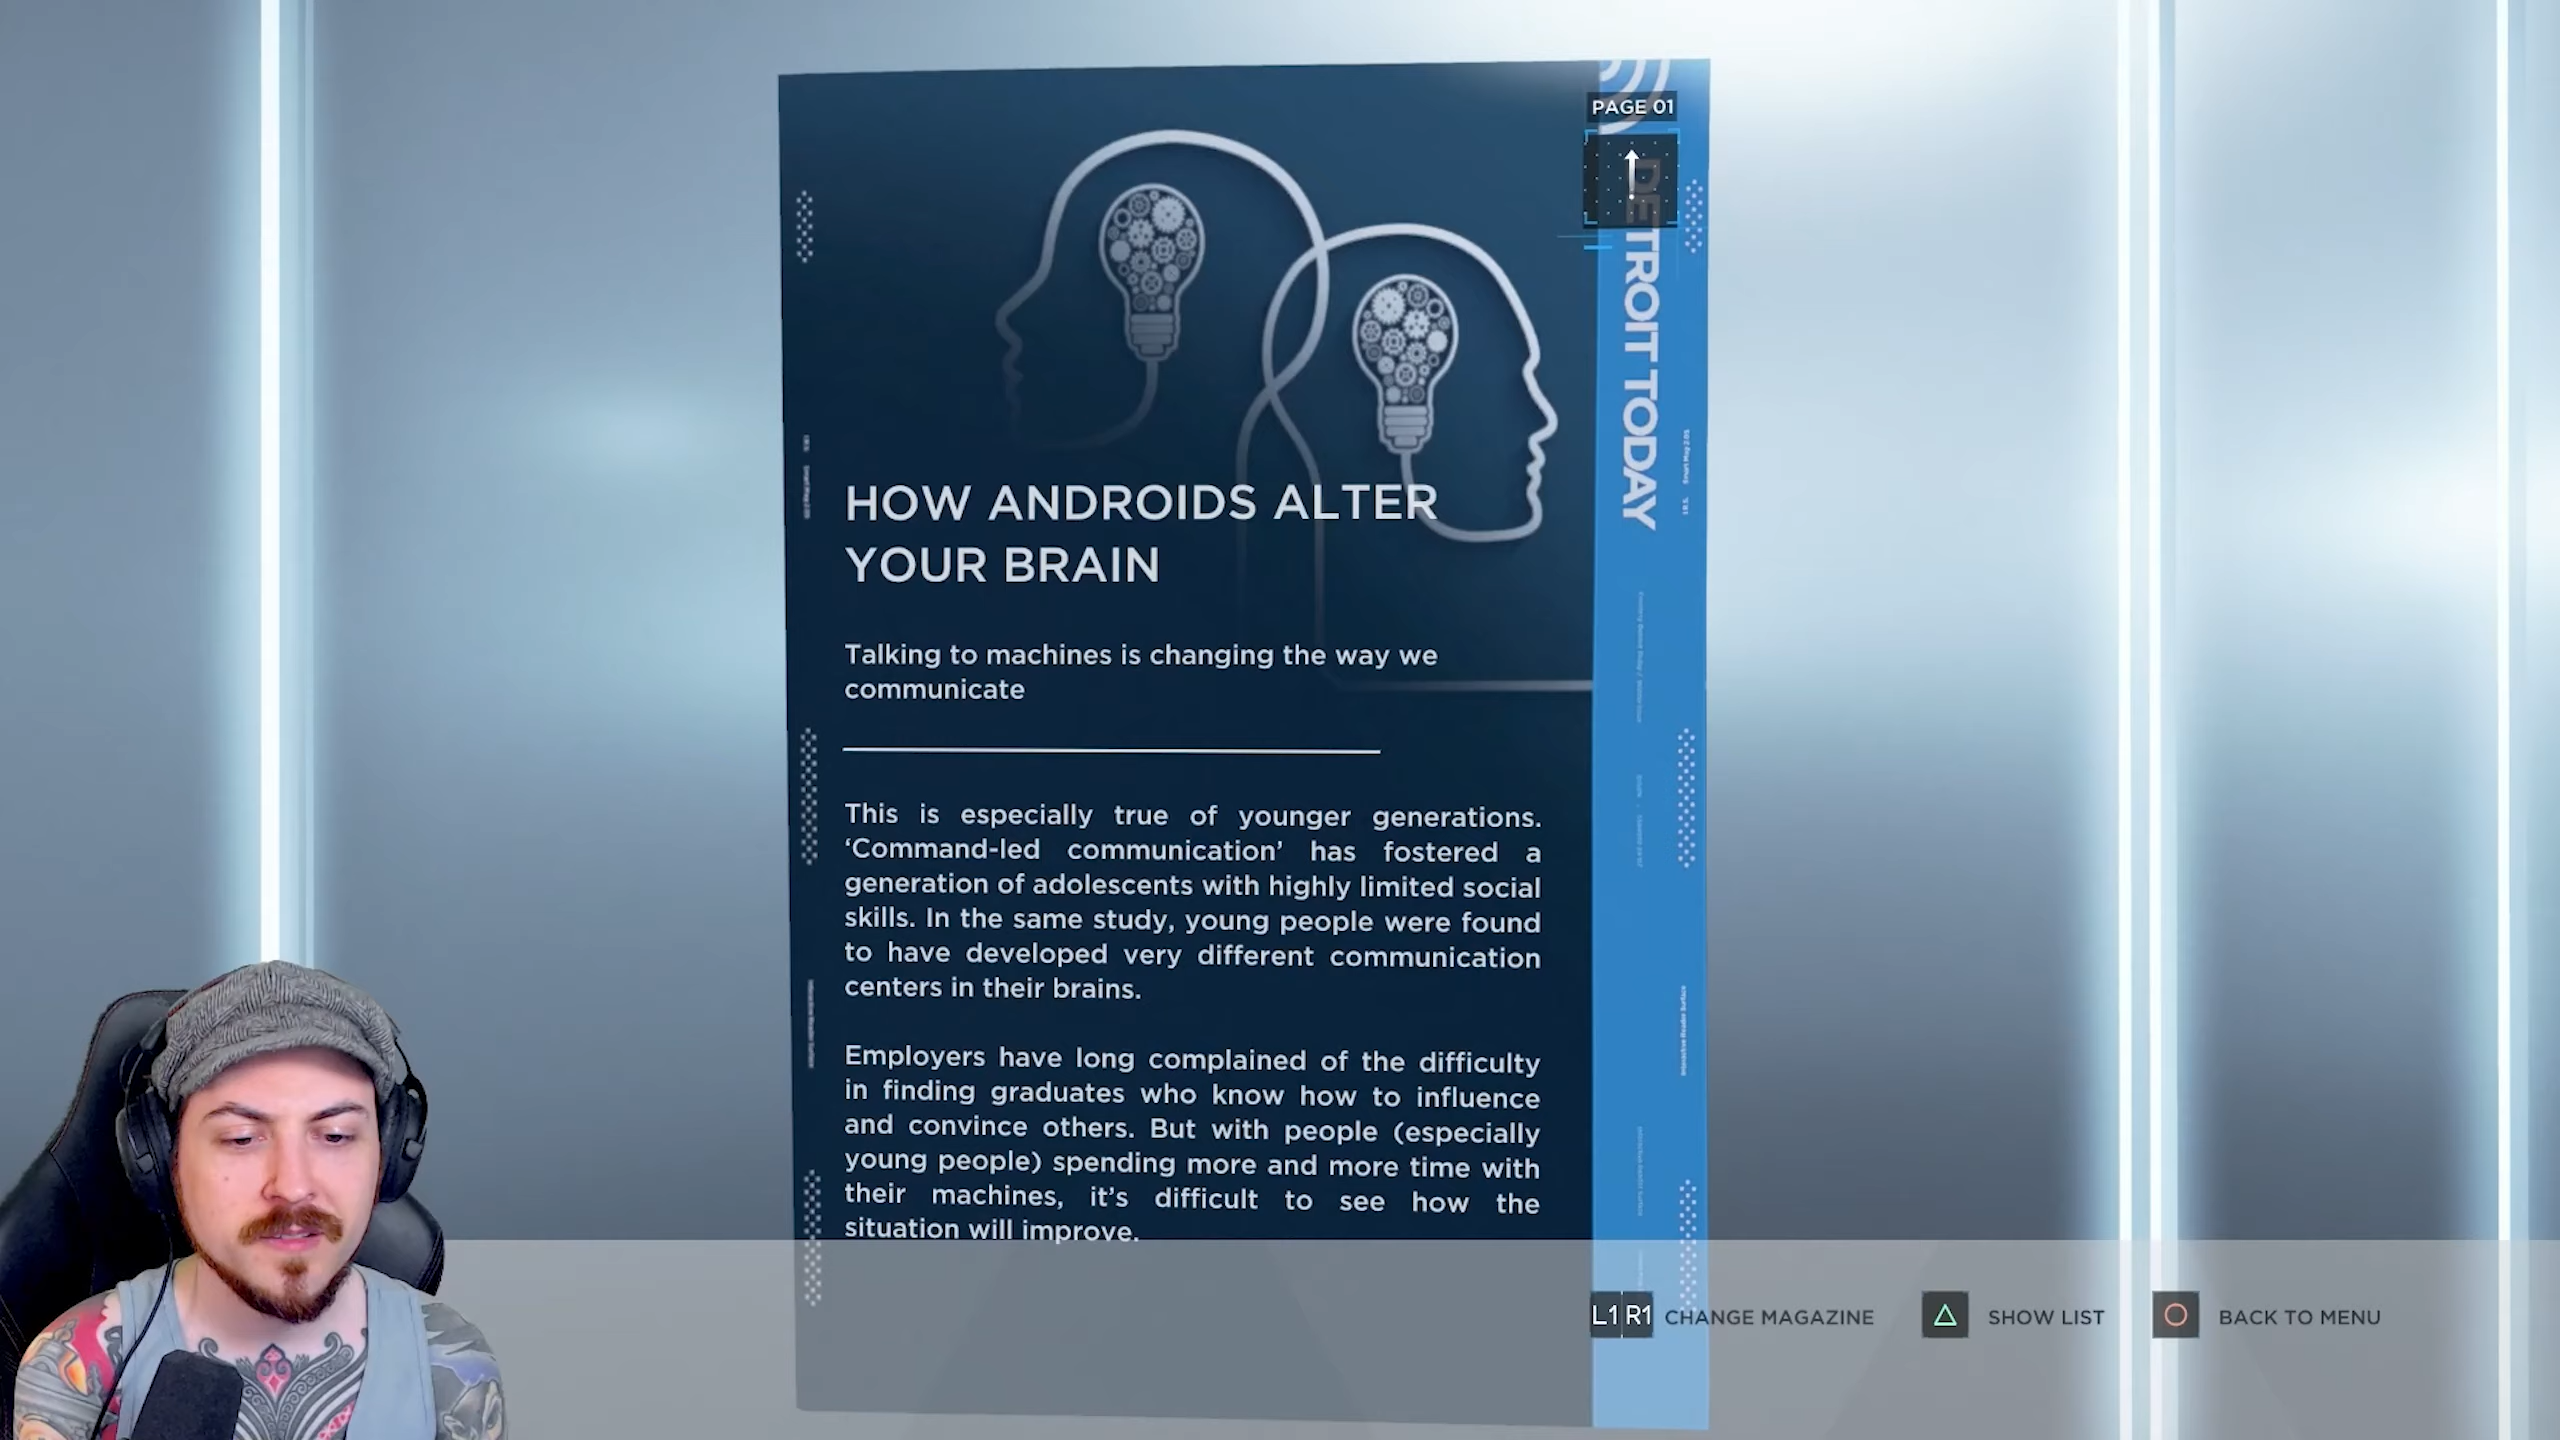 PAGE 01
DETROIT TODAY
HOW ANDROIDS ALTER
YOUR BRAIN
Talking to machines is changing the way we
communicate
This is especially true of younger generations.
‘Command-led communication’ has fostered a
generation of adolescents with highly limited social
skills. In the same study, young people were found
to have developed very different communication
centers in their brains.
Employers have long complained of the difficulty
in finding graduates who know how to influence
and convince others. But with people (especially
young people) spending more and more time with
their machines, it’s difficult to see how the
situation will improve.
L1 R1 CHANGE MAGAZINE
SHOW LIST
BACK TO MENU